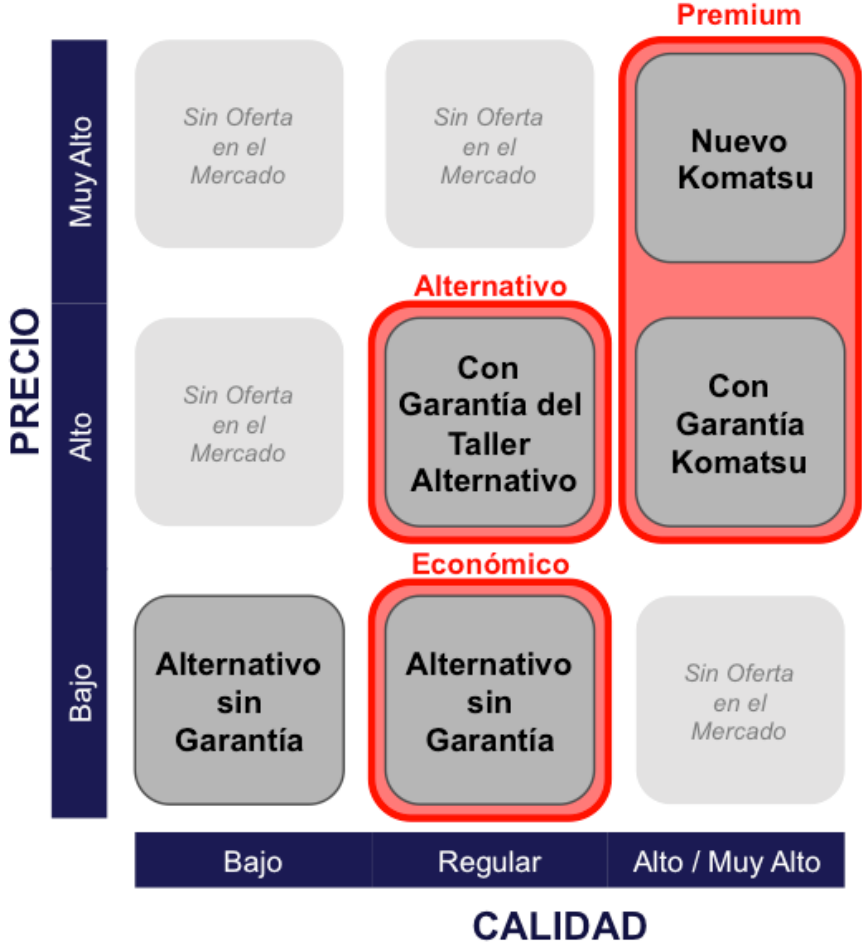 Premium
Sin Oferta
en el
Mercado
Sin Oferta
en el
Mercado
Nuevo
Komatsu
Muy Alto
Alternativo
PRECIO
Sin Oferta
en el
Mercado
Con
Garantía del
Taller
Alternativo
Con
Garantía
Komatsu
Alto
Económico
Alternativo
sin
Garantía
Alternativo
sin
Garantía
Sin Oferta
en el
Mercado
Bajo
Bajo
Regular
Alto / Muy Alto
CALIDAD